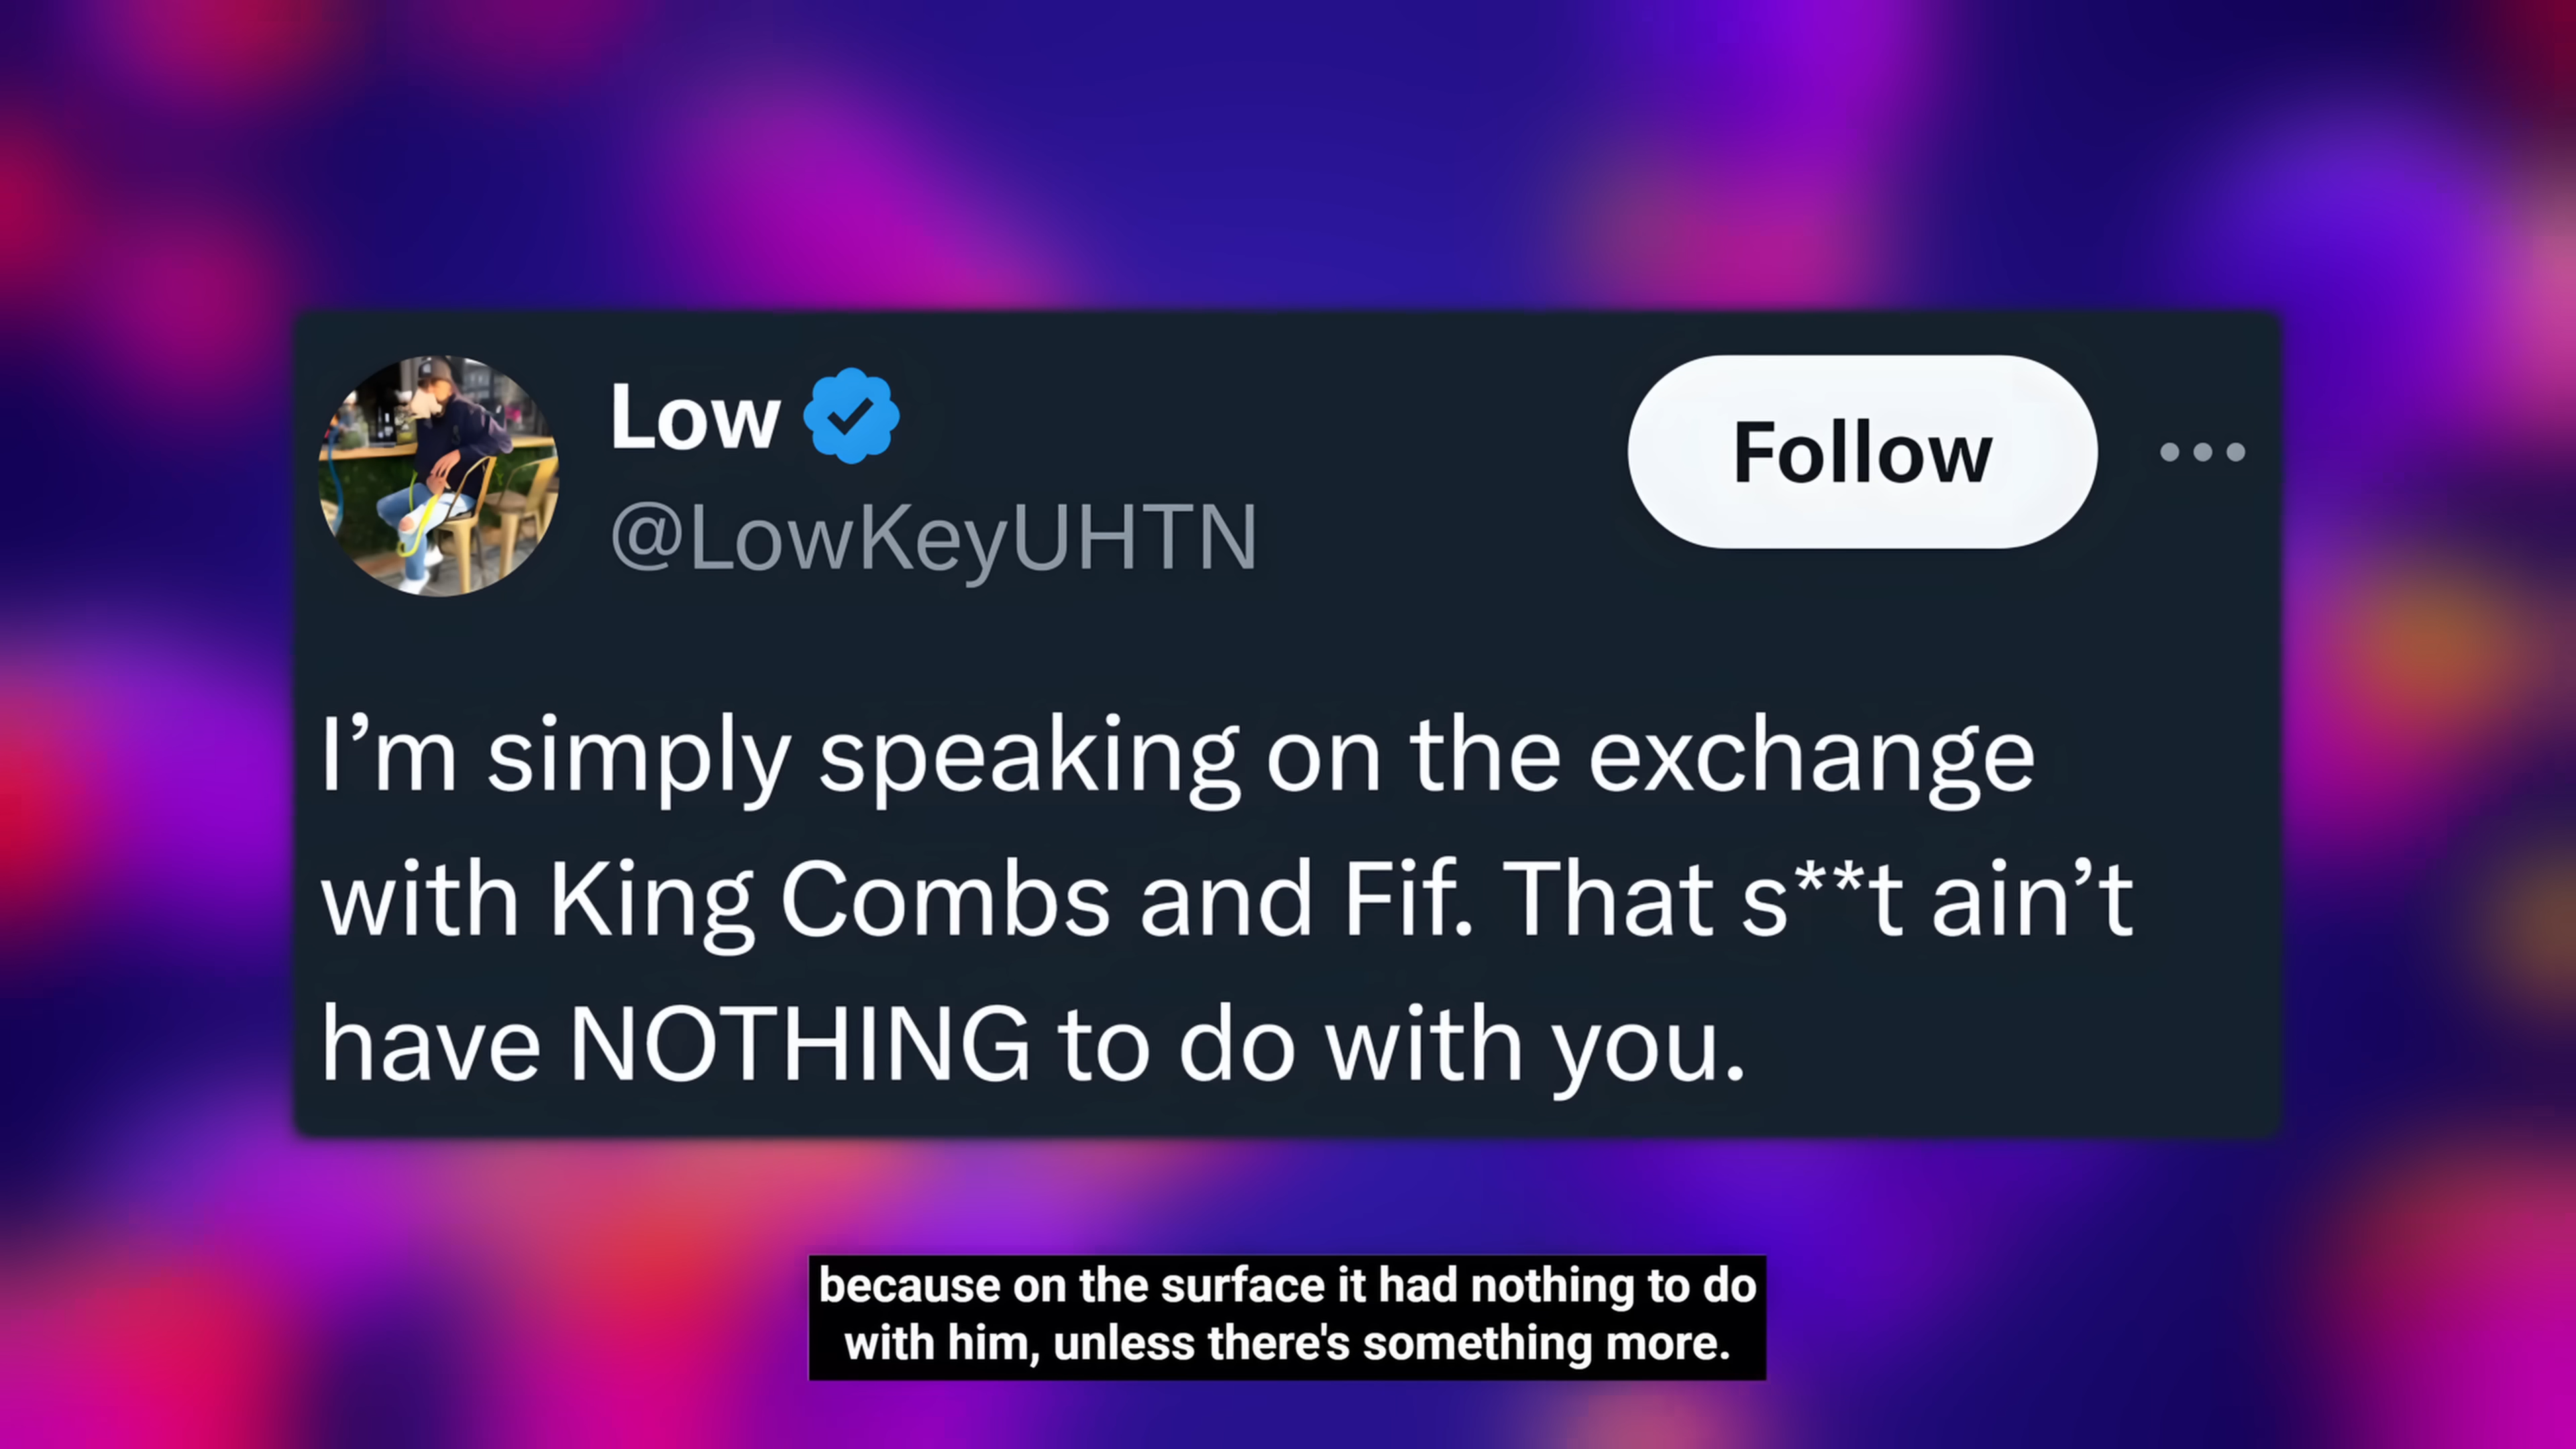 Low
@LowKeyUHTN
Follow
I’m simply speaking on the exchange
with King Combs and Fif. That s**t ain’t
have NOTHING to do with you.
because on the surface it had nothing to do
with him, unless there's something more.